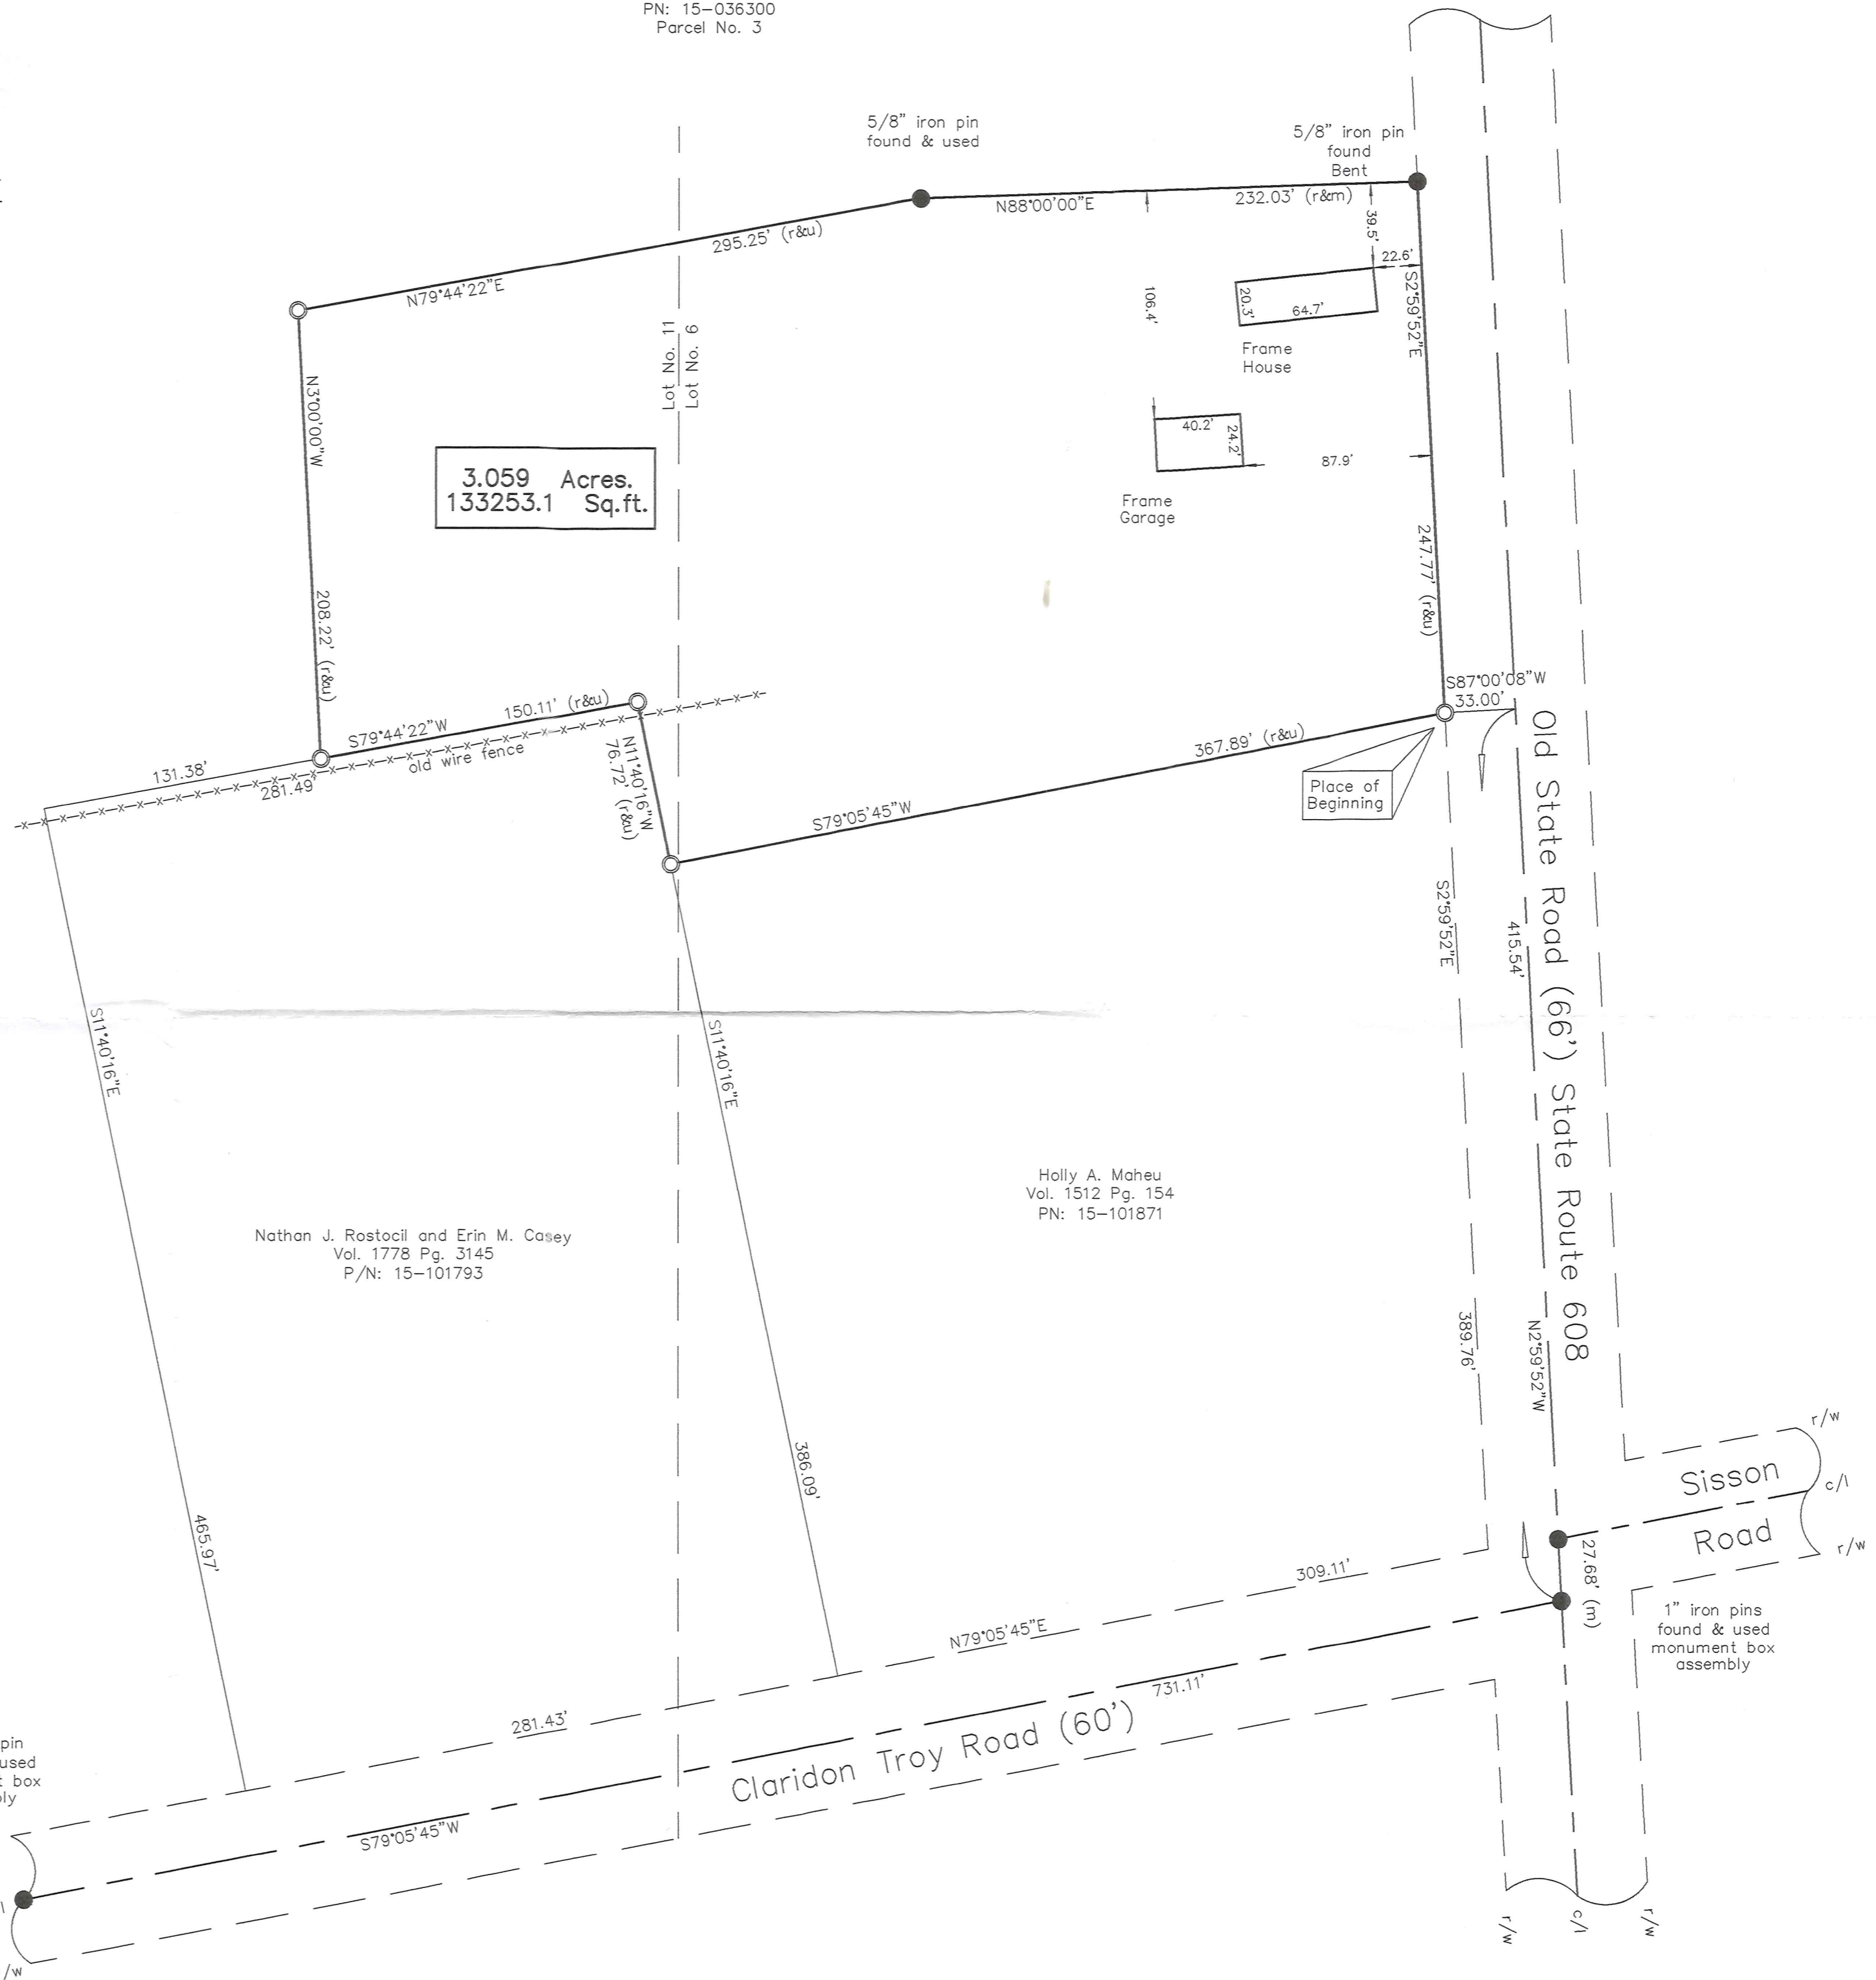 PN: 15-036300
Parcel No. 3
5/8" iron pin
found & used
5/8" iron pin
found
Bent
N88°00'00"E
232.03' (r&m)
295.25' (r&u)
N79°44'22"E
39.5'
22.6'
S2°59'52"E
106.4'
20.3'
64.7'
Frame
House
Lot No. 11
Lot No. 6
N3°00'00"W
40.2'
24.2'
87.9'
3.059 Acres.
133253.1 Sq.ft.
Frame
Garage
247.77' (r&u)
208.22' (r&u)
S87°00'08"W
33.00'
150.11' (r&u)
S79°44'22"W
old wire fence
131.38'
281.49'
N11°40'16"W
76.72' (r&u)
367.89' (r&u)
S79°05'45"W
Place of
Beginning
Old State Road (66') State Route 608
S2°59'52"E
415.54'
S11°40'16"E
S11°40'16"E
Holly A. Maheu
Vol. 1512 Pg. 154
PN: 15-101871
Nathan J. Rostocil and Erin M. Casey
Vol. 1778 Pg. 3145
P/N: 15-101793
389.76'
N2°59'52"W
386.09'
465.97'
r/w
Sisson
c/l
Road
r/w
27.68' (m)
309.11'
1" iron pins
found & used
monument box
assembly
N79°05'45"E
731.11'
281.43'
Claridon Troy Road (60')
S79°05'45"W
pin
used
box
r/w
c/l
r/w
/w